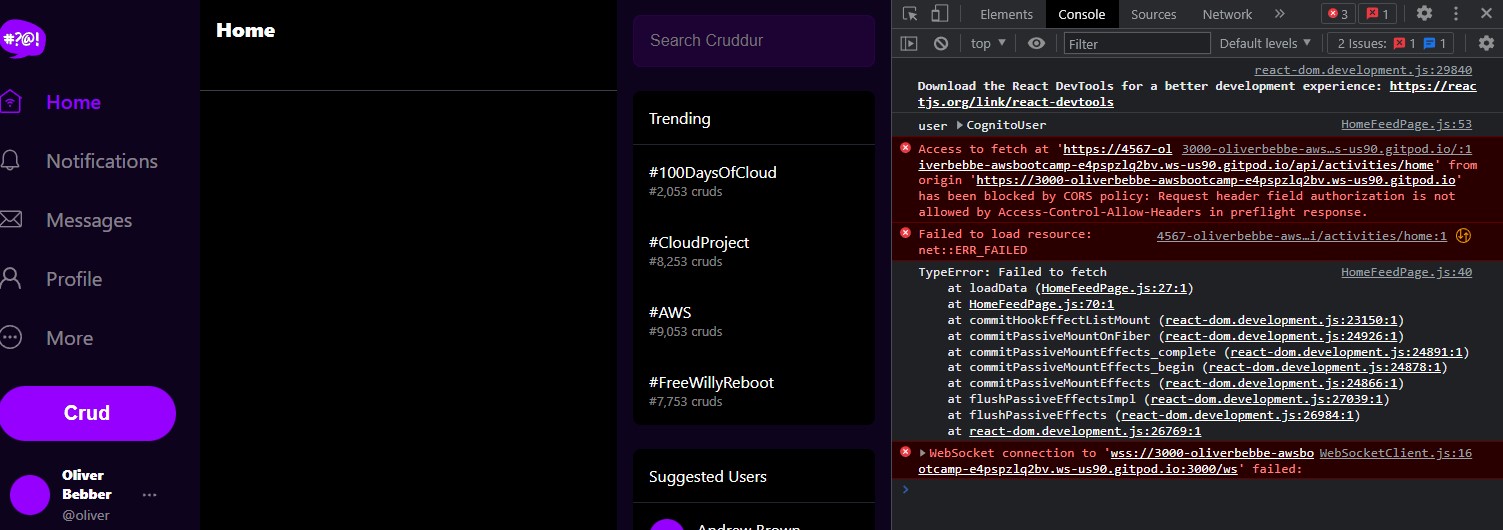 #?@!
Home
Notifications
Messages
Profile
More
Crud
Oliver
Bebber
@oliver
Home
Search Cruddur
Trending
#100DaysOfCloud
#2,053 cruds
#CloudProject
#8,253 cruds
#AWS
#9,053 cruds
#FreeWillyReboot
#7,753 cruds
Suggested Users
Andrew Brown
Elements Console Sources Network » 3 1
top Filter Default levels 2 Issues: 1 1
react-dom.development.js:29840
Download the React DevTools for a better development experience: https://reac
tjs.org/link/react-devtools
user ▶CognitoUser HomeFeedPage.js:53
Access to fetch at 'https://4567-ol 3000-oliverbebbe-aws…s-us90.gitpod.io/:1
iverbebbe-awsbootcamp-e4pspzlq2bv.ws-us90.gitpod.io/api/activities/home' from
origin 'https://3000-oliverbebbe-awsbootcamp-e4pspzlq2bv.ws-us90.gitpod.io'
has been blocked by CORS policy: Request header field authorization is not
allowed by Access-Control-Allow-Headers in preflight response.
Failed to load resource: 4567-oliverbebbe-aws…i/activities/home:1
net::ERR_FAILED
TypeError: Failed to fetch HomeFeedPage.js:40
at loadData (HomeFeedPage.js:27:1)
at HomeFeedPage.js:70:1
at commitHookEffectListMount (react-dom.development.js:23150:1)
at commitPassiveMountOnFiber (react-dom.development.js:24926:1)
at commitPassiveMountEffects_complete (react-dom.development.js:24891:1)
at commitPassiveMountEffects_begin (react-dom.development.js:24878:1)
at commitPassiveMountEffects (react-dom.development.js:24866:1)
at flushPassiveEffectsImpl (react-dom.development.js:27039:1)
at flushPassiveEffects (react-dom.development.js:26984:1)
at react-dom.development.js:26769:1
▶WebSocket connection to 'wss://3000-oliverbebbe-awsbo WebSocketClient.js:16
otcamp-e4pspzlq2bv.ws-us90.gitpod.io:3000/ws' failed: